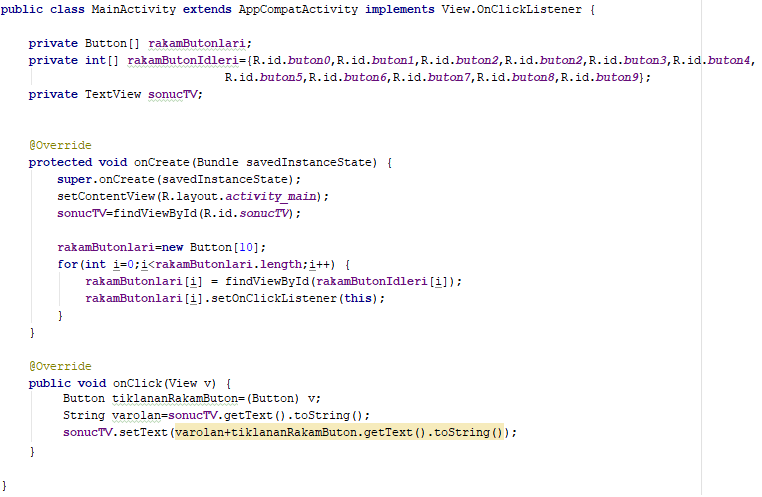 public class MainActivity extends AppCompatActivity implements View.OnClickListener {
private Button[] rakamButonlari;
private int[] rakamButonIdleri={R.id.buton0,R.id.buton1,R.id.buton2,R.id.buton2,R.id.buton3,R.id.buton4,
R.id.buton5,R.id.buton6,R.id.buton7,R.id.buton8,R.id.buton9};
private TextView sonucTV;
@Override
protected void onCreate(Bundle savedInstanceState) {
super.onCreate(savedInstanceState);
setContentView(R.layout.activity_main);
sonucTV=findViewById(R.id.sonucTV);
rakamButonlari=new Button[10];
for(int i=0;i<rakamButonlari.length;i++) {
rakamButonlari[i] = findViewById(rakamButonIdleri[i]);
rakamButonlari[i].setOnClickListener(this);
}
}
@Override
public void onClick(View v) {
Button tiklananRakamButon=(Button) v;
String varolan=sonucTV.getText().toString();
sonucTV.setText(varolan+tiklananRakamButon.getText().toString());
}
}